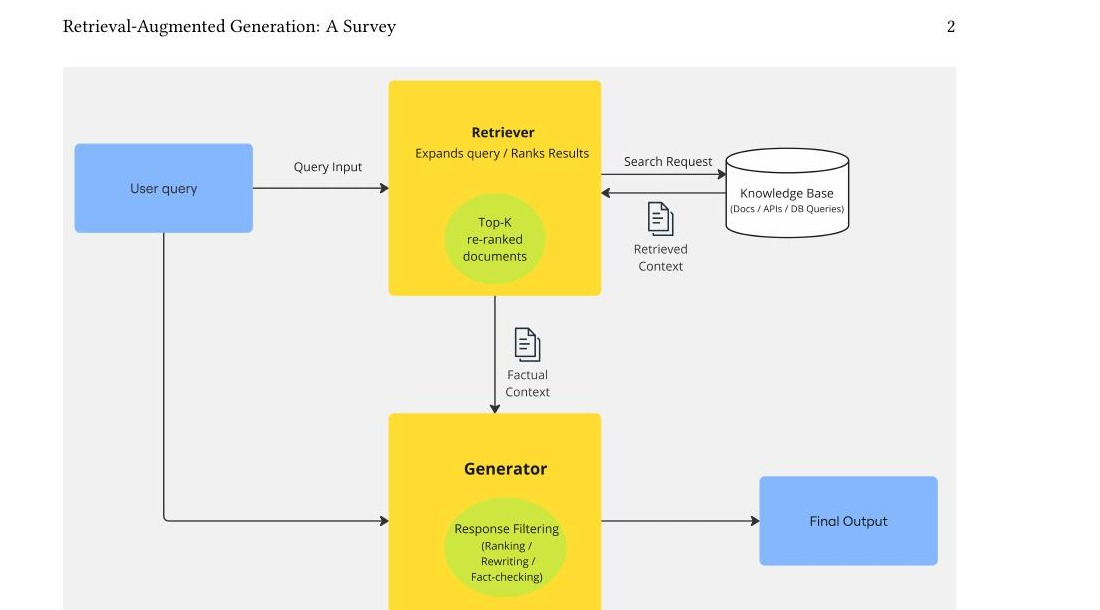 Retrieval-Augmented Generation: A Survey
2
Retriever
Expands query / Ranks Results
Query Input
User query
Search Request
Knowledge Base
(Docs / APIs / DB Queries)
Top-K
re-ranked
documents
Retrieved
Context
Factual
Context
Generator
Response Filtering
(Ranking /
Rewriting /
Fact-checking)
Final Output